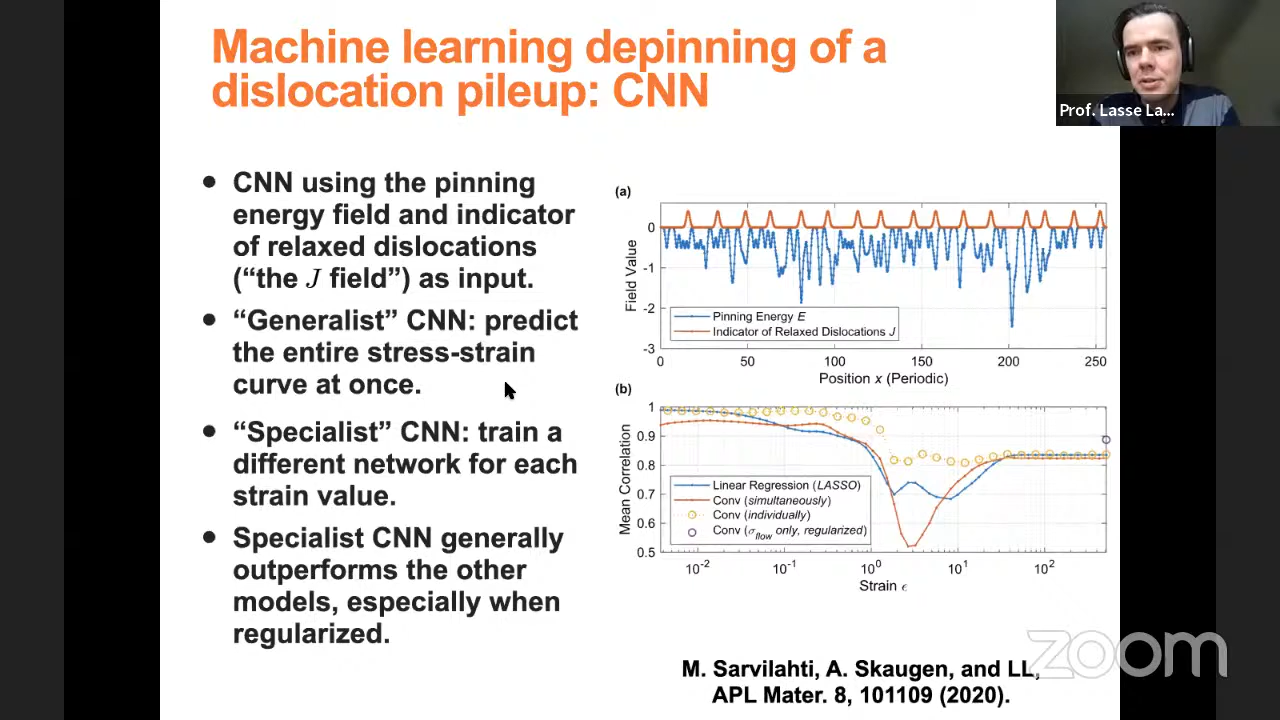 Machine learning depinning of a
dislocation pileup: CNN
Prof. Lasse La...
• CNN using the pinning
energy field and indicator
of relaxed dislocations
(“the J field”) as input.
• “Generalist” CNN: predict
the entire stress-strain
curve at once.
• “Specialist” CNN: train a
different network for each
strain value.
• Specialist CNN generally
outperforms the other
models, especially when
regularized.
(a)
Field Value
0
-1
-2
-3
Pinning Energy E
Indicator of Relaxed Dislocations J
0 50 100 150 200 250
Position x (Periodic)
(b)
Mean Correlation
1
0.9
0.8
0.7
0.6
0.5
Linear Regression (LASSO)
Conv (simultaneously)
Conv (individually)
Conv (σflow only, regularized)
10-2 10-1 100 101 102
Strain ϵ
M. Sarvilahti, A. Skaugen, and LL,
APL Mater. 8, 101109 (2020).
zoom